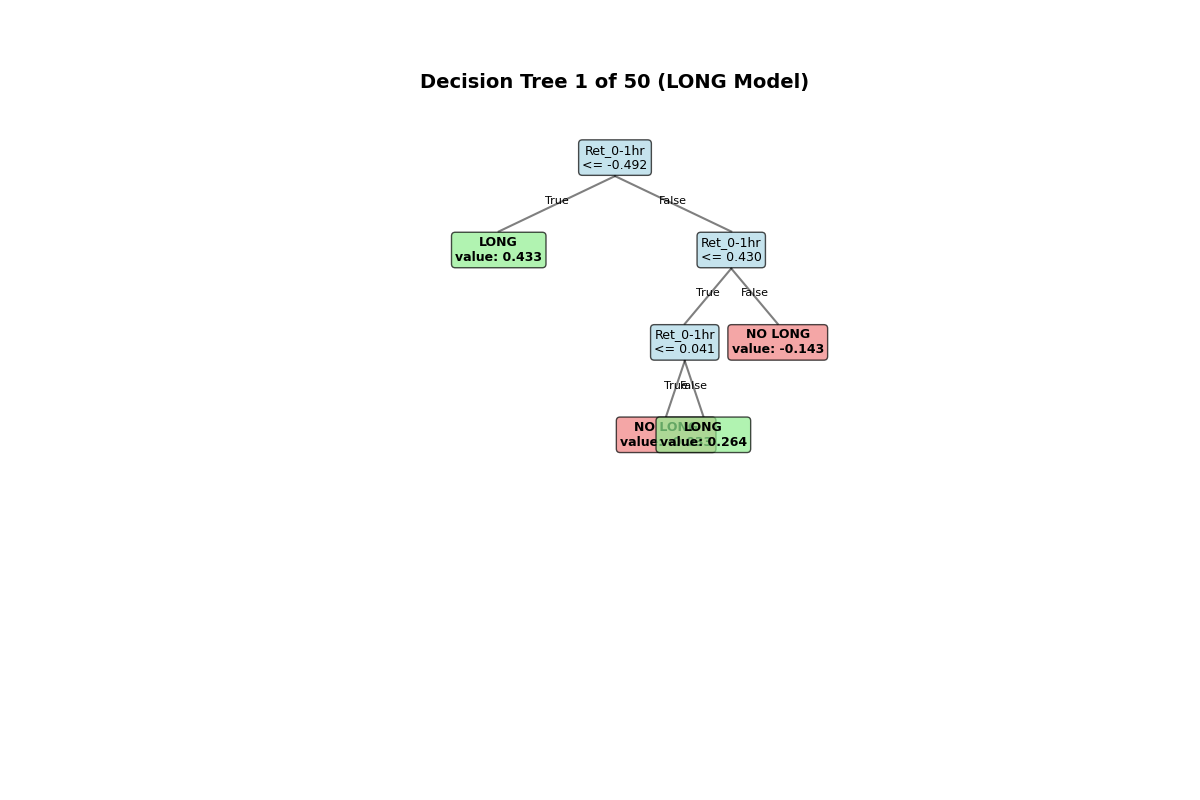 Decision Tree 1 of 50 (LONG Model)
Ret_0-1hr
<= -0.492
True
False
LONG
value: 0.433
Ret_0-1hr
<= 0.430
True
False
Ret_0-1hr
<= 0.041
NO LONG
value: -0.143
True
False
NO LONG
value:
LONG
value: 0.264